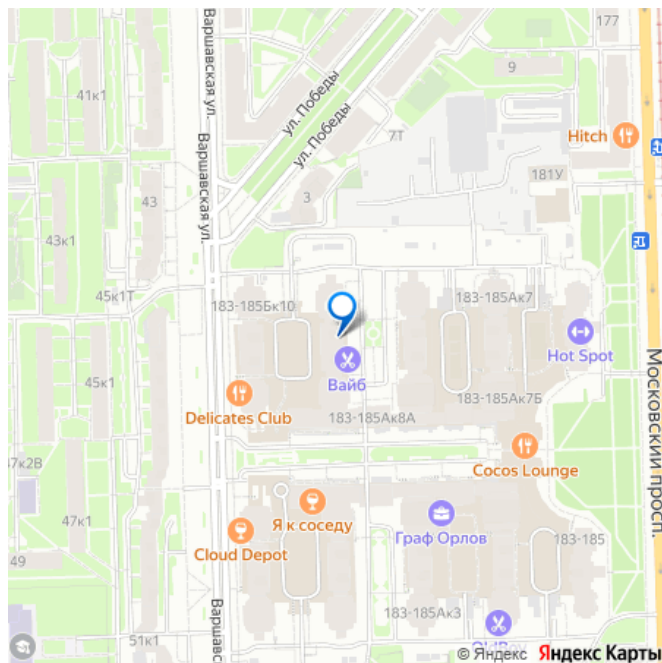 177
Варшавская ул.
9
41к1
ул. Победы
ул. Победы
7Т
Hitch
Варшавская ул.
181У
43
3
43к1
45к1Т
183-185Бк10
183-185Ак7
Hot Spot
Московский просп.
Вайб
45к1
183-185Ак7Б
Delicates Club
183-185Ак8А
47к2В
Cocos Lounge
47к1
Я к соседу
Граф Орлов
Cloud Depot
183-185
49
183-185Ак3
51к1
© Яндекс
Яндекс Карты